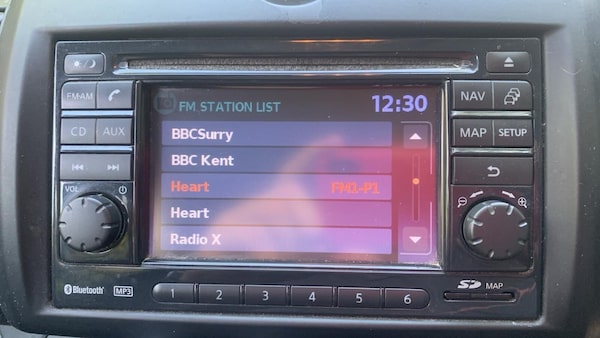 FM·AM
NAV
FM STATION LIST 12:30
CD AUX
MAP SETUP
BBCSurry
BBC Kent
Heart FM1-P1
Heart
Radio X
VOL
Bluetooth MP3
1 2 3 4 5 6
SD MAP